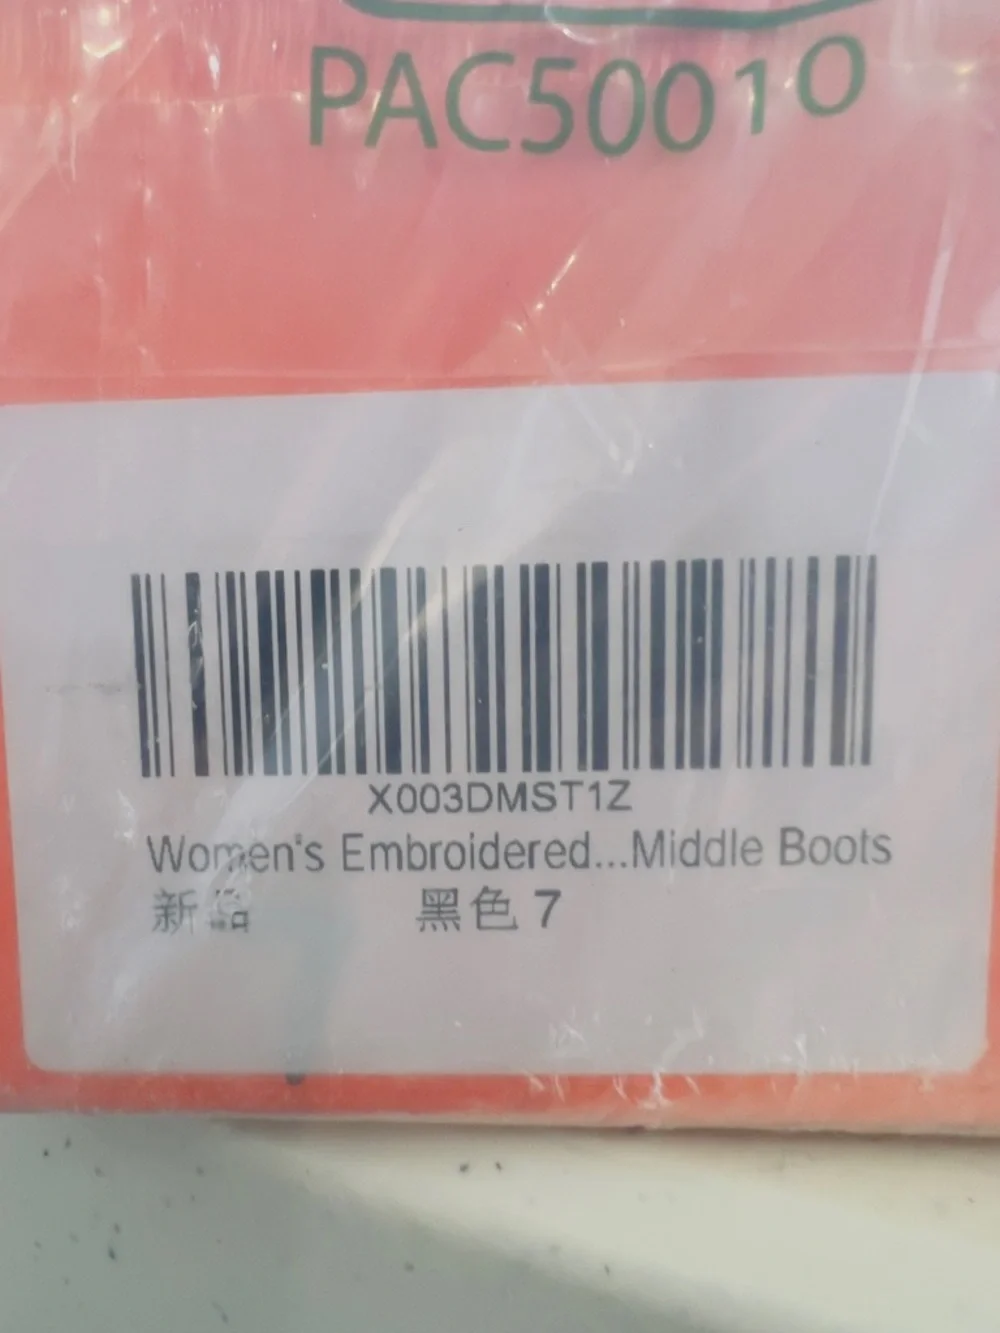 PAC50010
X003DMST1Z
Women's Embroidered...Middle Boots
新品 黑色 7